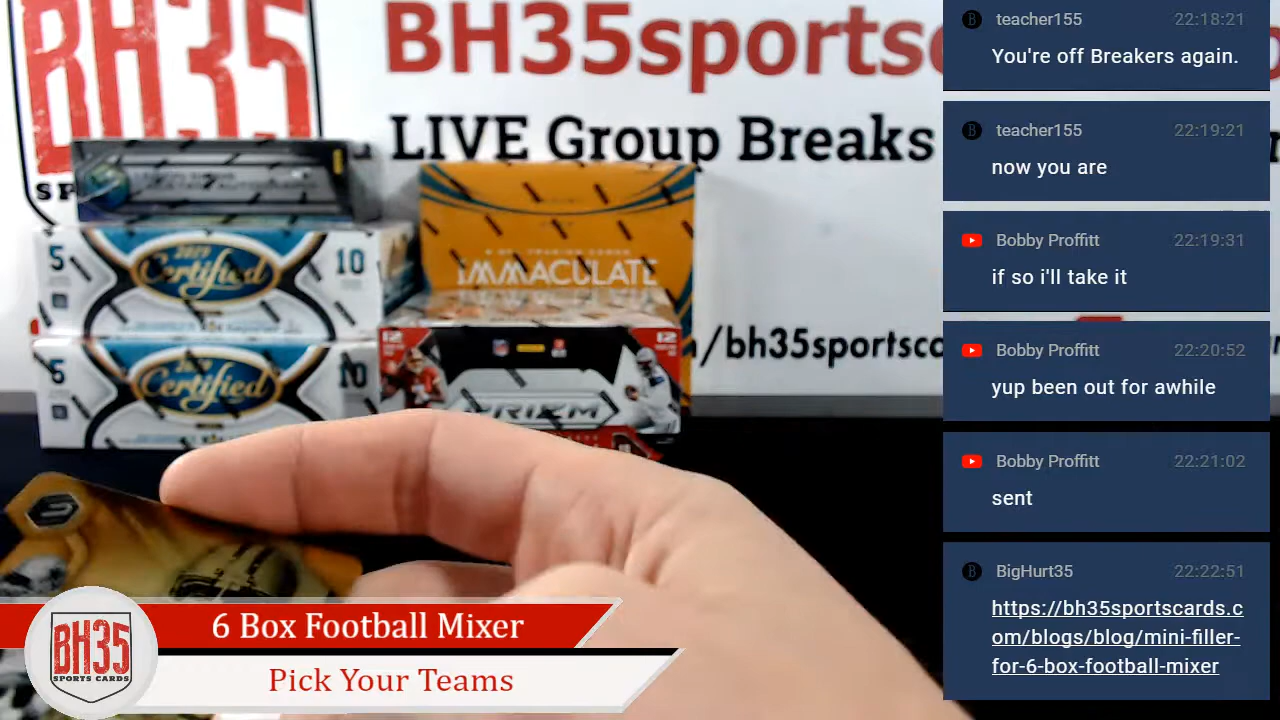 BH35
BH35sportsc
LIVE Group Breaks
/bh35sportsca
5
2019
Certified
10
5
Certified
10
IMMACULATE
12
12
PRIZM
BH35
SPORTS CARDS
6 Box Football Mixer
Pick Your Teams
teacher155
22:18:21
You're off Breakers again.
teacher155
22:19:21
now you are
Bobby Proffitt
22:19:31
if so i'll take it
Bobby Proffitt
22:20:52
yup been out for awhile
Bobby Proffitt
22:21:02
sent
BigHurt35
22:22:51
https://bh35sportscards.c
om/blogs/blog/mini-filler-
for-6-box-football-mixer